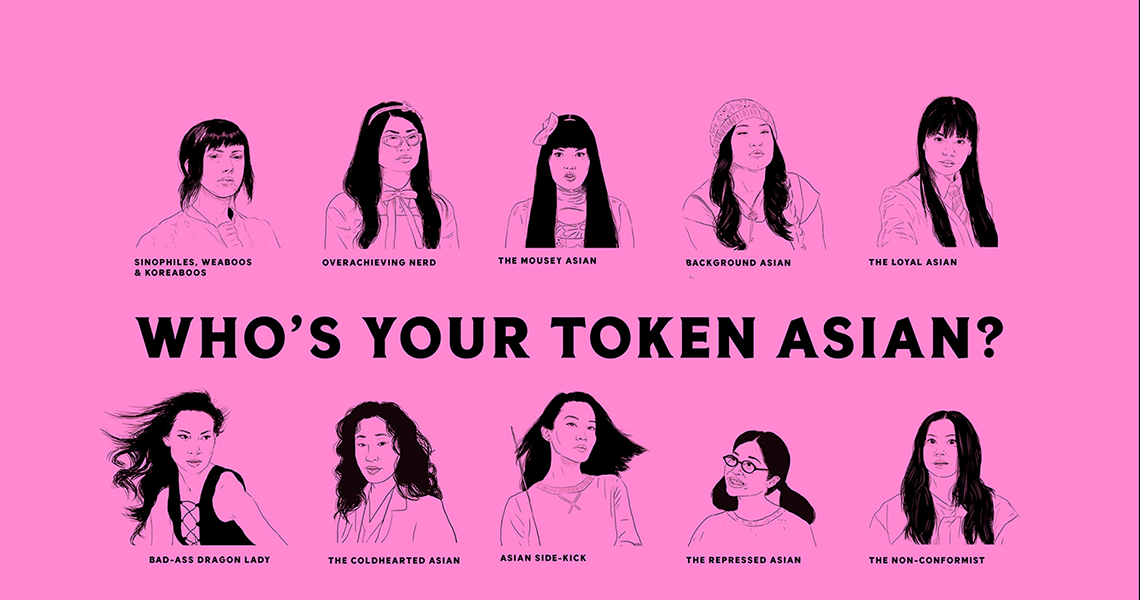 SINOPHILES, WEABOOS
& KOREABOOS
OVERACHIEVING NERD
THE MOUSEY ASIAN
BACKGROUND ASIAN
THE LOYAL ASIAN
WHO'S YOUR TOKEN ASIAN?
BAD-ASS DRAGON LADY
THE COLDHEARTED ASIAN
ASIAN SIDE-KICK
THE REPRESSED ASIAN
THE NON-CONFORMIST